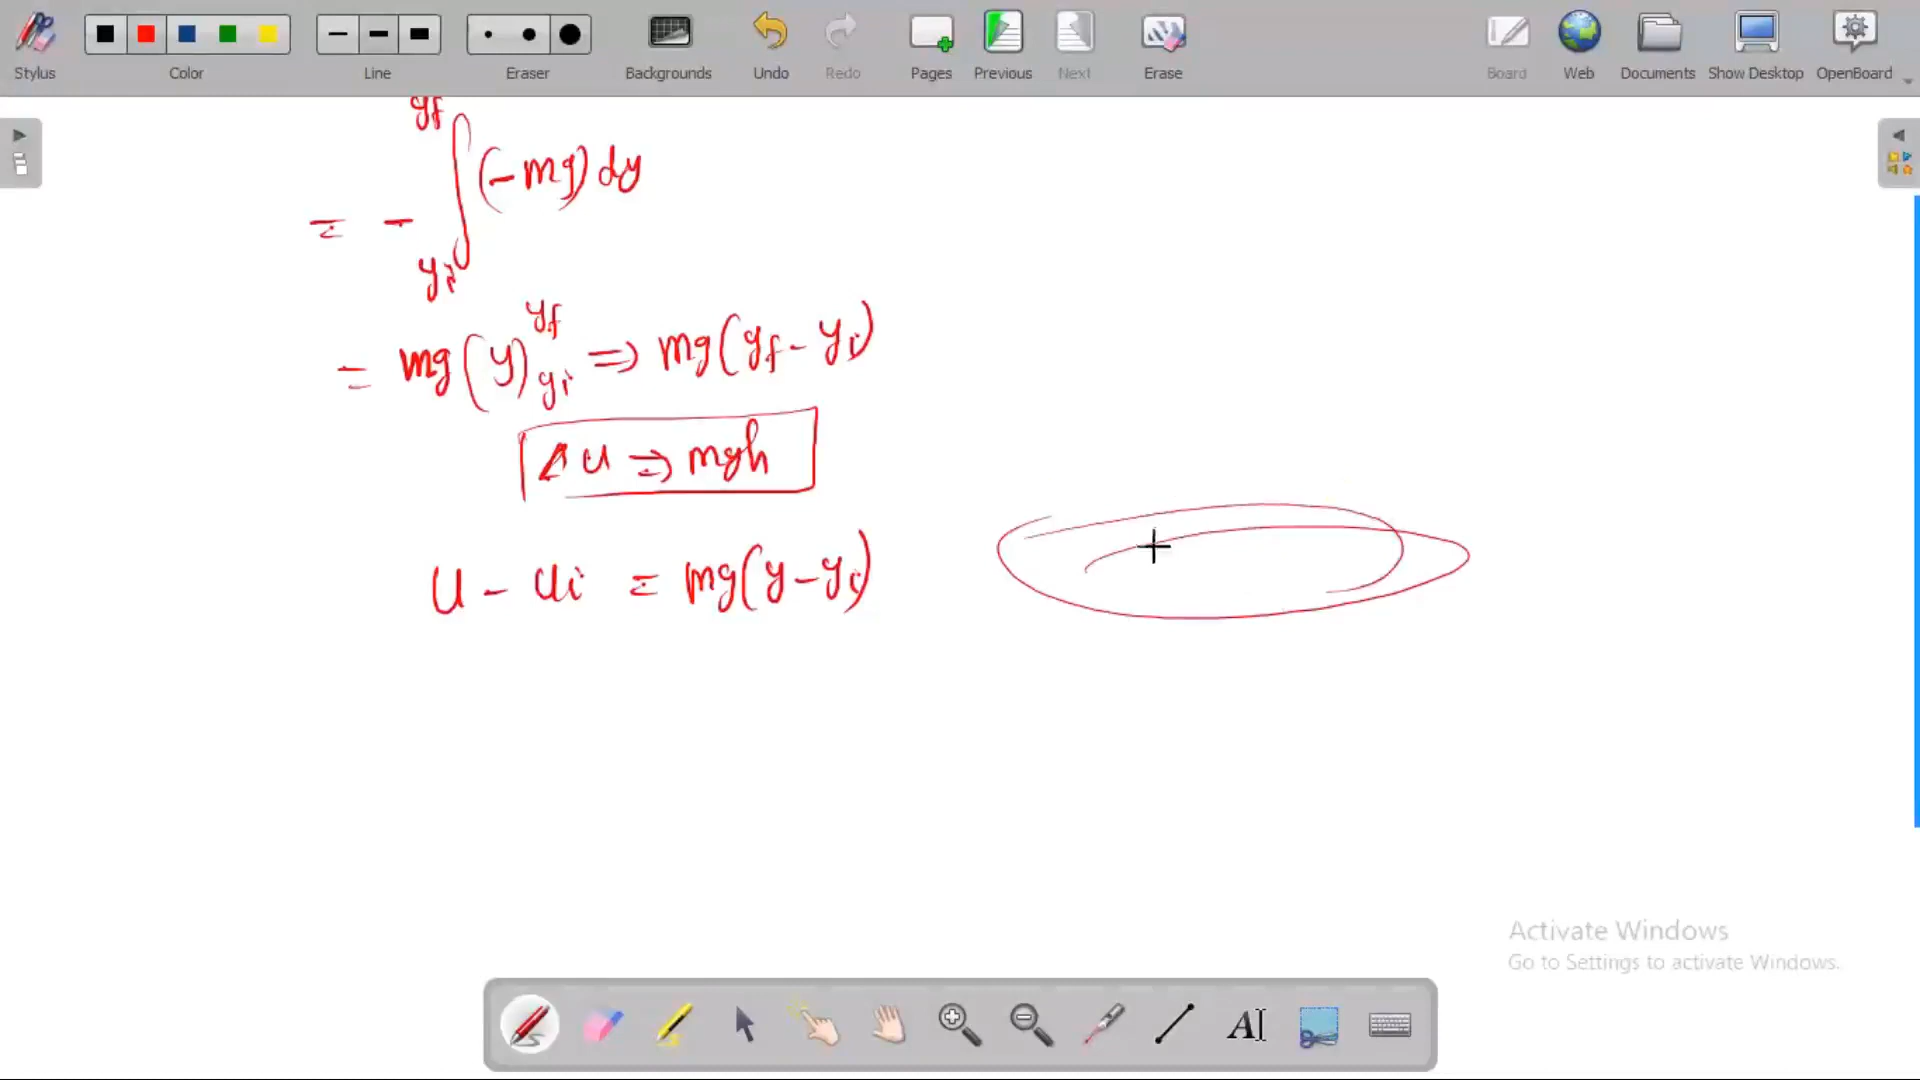 Stylus Color Line Eraser Backgrounds Undo Redo Pages Previous Next Erase Board Web Documents Show Desktop OpenBoard
yf
= - ∫ (-mg) dy
yi
yf
= mg(y) ⇒ mg(yf - yi)
yi
Δu ⇒ mgh
U - Ui = mg(y - yi)
Activate Windows
Go to Settings to activate Windows.
AI